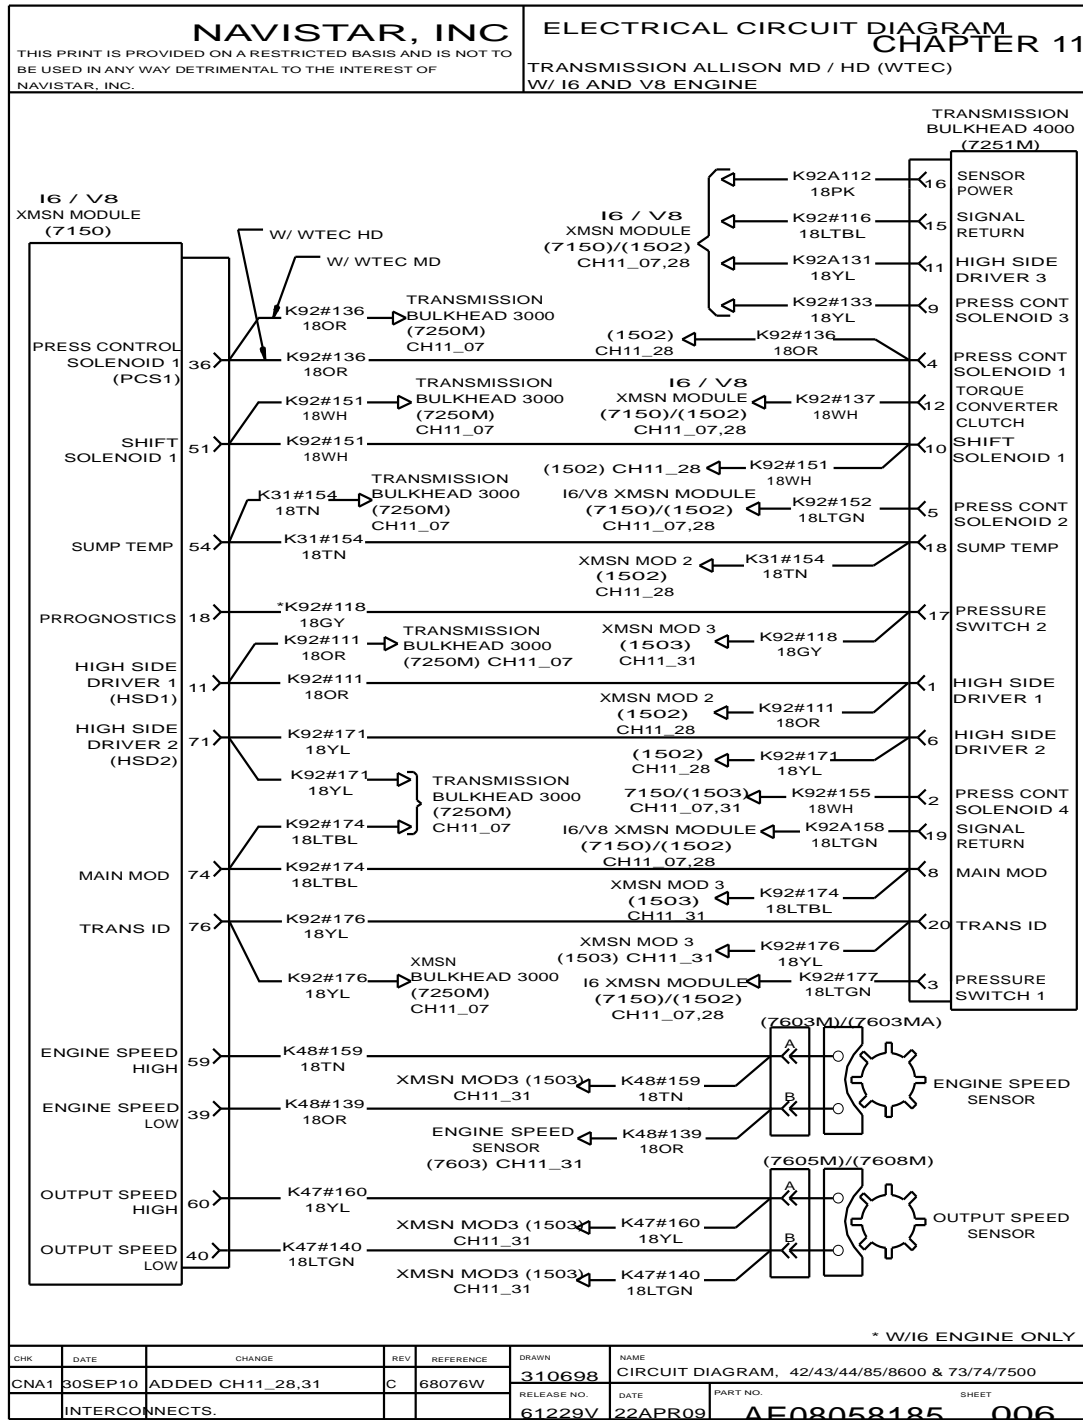 NAVISTAR, INC
THIS PRINT IS PROVIDED ON A RESTRICTED BASIS AND IS NOT TO
BE USED IN ANY WAY DETRIMENTAL TO THE INTEREST OF
NAVISTAR, INC.
ELECTRICAL CIRCUIT DIAGRAM
CHAPTER 11
TRANSMISSION ALLISON MD / HD (WTEC)
W/ I6 AND V8 ENGINE
TRANSMISSION
BULKHEAD 4000
(7251M)
I6 / V8
XMSN MODULE
(7150)
W/ WTEC HD
W/ WTEC MD
I6 / V8
XMSN MODULE
(7150)/(1502)
CH11_07,28
K92A112
18PK
16
SENSOR
POWER
K92#116
18LTBL
15
SIGNAL
RETURN
K92A131
18YL
11
HIGH SIDE
DRIVER 3
K92#133
18YL
9
PRESS CONT
SOLENOID 3
PRESS CONTROL
SOLENOID 1
(PCS1)
36
K92#136
18OR
TRANSMISSION
BULKHEAD 3000
(7250M)
CH11_07
K92#136
18OR
(1502)
CH11_28
K92#136
18OR
4
PRESS CONT
SOLENOID 1
K92#151
18WH
TRANSMISSION
BULKHEAD 3000
(7250M)
CH11_07
I6 / V8
XMSN MODULE
(7150)/(1502)
CH11_07,28
K92#137
18WH
12
TORQUE
CONVERTER
CLUTCH
SHIFT
SOLENOID 1
51
K92#151
18WH
(1502) CH11_28
K92#151
18WH
10
SHIFT
SOLENOID 1
K31#154
18TN
TRANSMISSION
BULKHEAD 3000
(7250M)
CH11_07
I6/V8 XMSN MODULE
(7150)/(1502)
CH11_07,28
K92#152
18LTGN
5
PRESS CONT
SOLENOID 2
SUMP TEMP
54
K31#154
18TN
XMSN MOD 2
(1502)
CH11_28
K31#154
18TN
18
SUMP TEMP
PRROGNOSTICS
18
*K92#118
18GY
XMSN MOD 3
(1503)
CH11_31
K92#118
18GY
17
PRESSURE
SWITCH 2
K92#111
18OR
TRANSMISSION
BULKHEAD 3000
(7250M) CH11_07
HIGH SIDE
DRIVER 1
(HSD1)
11
K92#111
18OR
XMSN MOD 2
(1502)
CH11_28
K92#111
18OR
1
HIGH SIDE
DRIVER 1
HIGH SIDE
DRIVER 2
(HSD2)
71
K92#171
18YL
(1502)
CH11_28
K92#171
18YL
6
HIGH SIDE
DRIVER 2
K92#171
18YL
TRANSMISSION
BULKHEAD 3000
(7250M)
CH11_07
7150/(1503)
CH11_07,31
K92#155
18WH
2
PRESS CONT
SOLENOID 4
K92#174
18LTBL
I6/V8 XMSN MODULE
(7150)/(1502)
CH11_07,28
K92A158
18LTGN
19
SIGNAL
RETURN
MAIN MOD
74
K92#174
18LTBL
XMSN MOD 3
(1503)
CH11_31
K92#174
18LTBL
8
MAIN MOD
TRANS ID
76
K92#176
18YL
XMSN MOD 3
(1503) CH11_31
K92#176
18YL
20
TRANS ID
K92#176
18YL
XMSN
BULKHEAD 3000
(7250M)
CH11_07
I6 XMSN MODULE
(7150)/(1502)
CH11_07,28
K92#177
18LTGN
3
PRESSURE
SWITCH 1
(7603M)/(7603MA)
ENGINE SPEED
HIGH
59
K48#159
18TN
A
XMSN MOD3 (1503)
CH11_31
K48#159
18TN
ENGINE SPEED
SENSOR
ENGINE SPEED
LOW
39
K48#139
18OR
B
ENGINE SPEED
SENSOR
(7603) CH11_31
K48#139
18OR
(7605M)/(7608M)
OUTPUT SPEED
HIGH
60
K47#160
18YL
A
XMSN MOD3 (1503)
CH11_31
K47#160
18YL
OUTPUT SPEED
SENSOR
OUTPUT SPEED
LOW
40
K47#140
18LTGN
B
XMSN MOD3 (1503)
CH11_31
K47#140
18LTGN
* W/I6 ENGINE ONLY
CHK DATE CHANGE REV REFERENCE
CNA1 30SEP10 ADDED CH11_28,31 C 68076W
INTERCONNECTS.
DRAWN
310698
NAME
CIRCUIT DIAGRAM, 42/43/44/85/8600 & 73/74/7500
RELEASE NO.
61229V
DATE
22APR09
PART NO.
AE08058185
SHEET
006